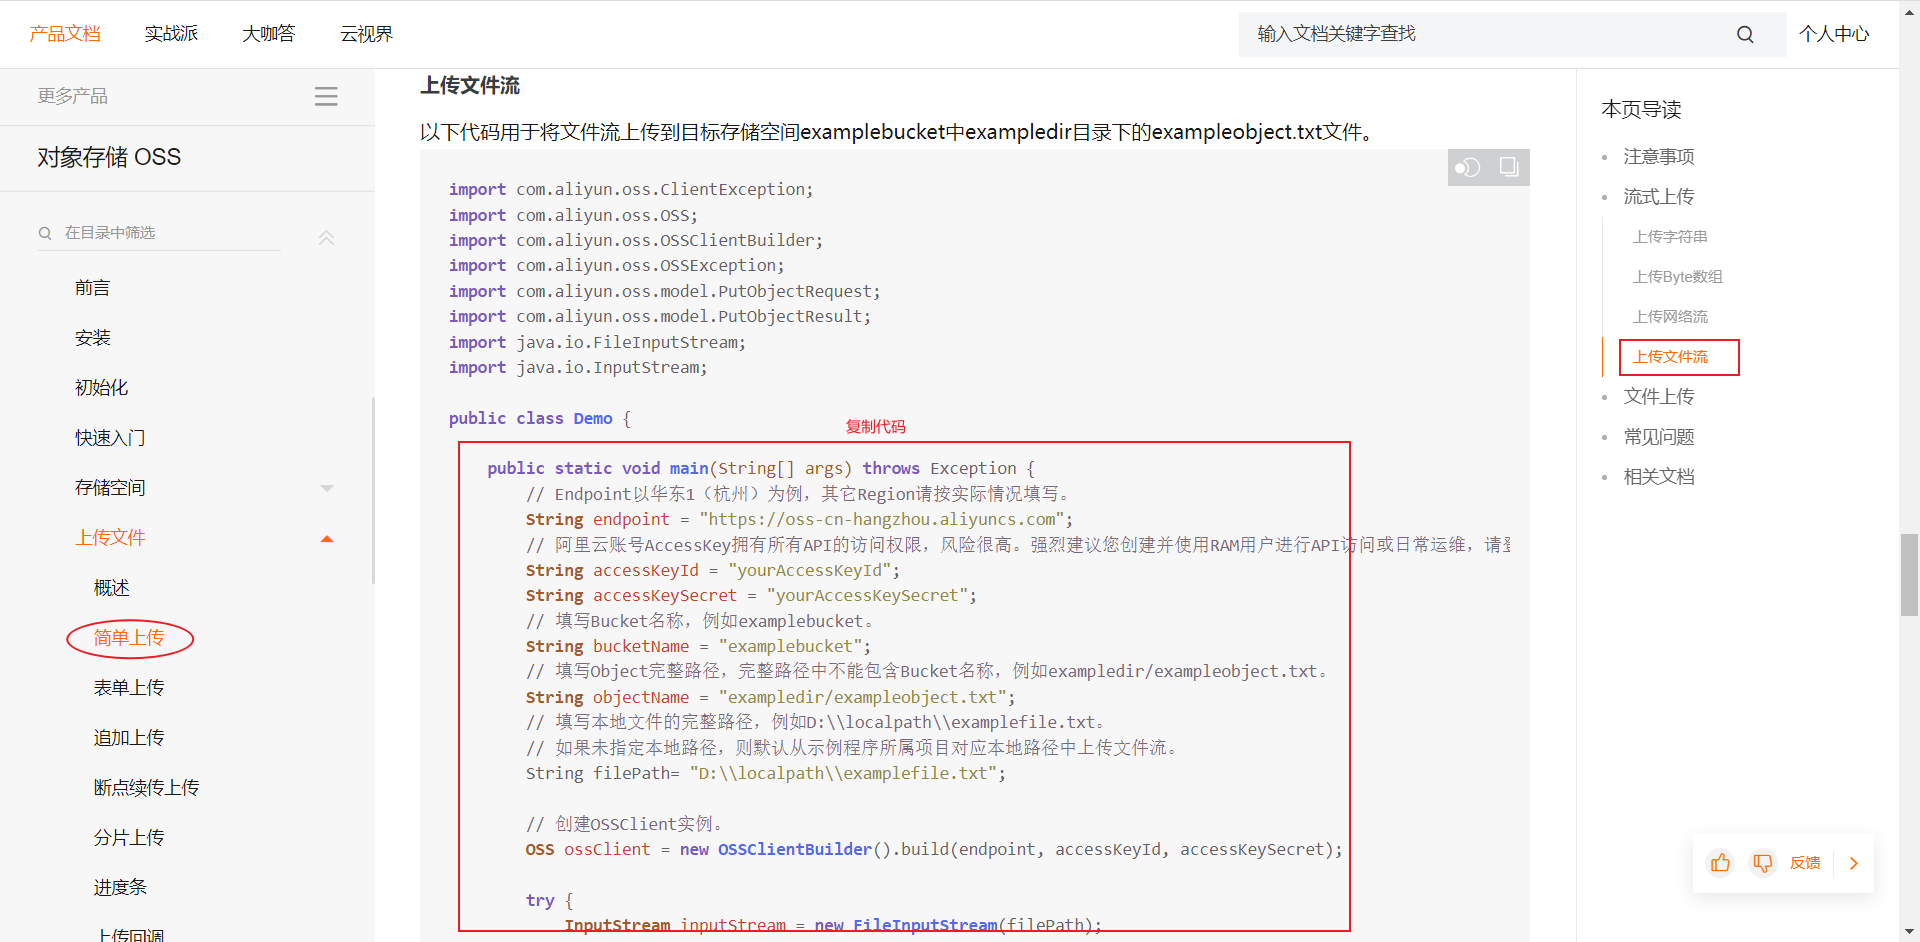 产品文档 实战派 大咖答 云视界 输入文档关键字查找 个人中心
更多产品
对象存储 OSS
在目录中筛选
前言
安装
初始化
快速入门
存储空间
上传文件
概述
简单上传
表单上传
追加上传
断点续传上传
分片上传
进度条
上传回调
上传文件流
以下代码用于将文件流上传到目标存储空间examplebucket中exampledir目录下的exampleobject.txt文件。
import com.aliyun.oss.ClientException;
import com.aliyun.oss.OSS;
import com.aliyun.oss.OSSClientBuilder;
import com.aliyun.oss.OSSException;
import com.aliyun.oss.model.PutObjectRequest;
import com.aliyun.oss.model.PutObjectResult;
import java.io.FileInputStream;
import java.io.InputStream;
public class Demo {
复制代码
public static void main(String[] args) throws Exception {
// Endpoint以华东1（杭州）为例，其它Region请按实际情况填写。
String endpoint = "https://oss-cn-hangzhou.aliyuncs.com";
// 阿里云账号AccessKey拥有所有API的访问权限，风险很高。强烈建议您创建并使用RAM用户进行API访问或日常运维，请
String accessKeyId = "yourAccessKeyId";
String accessKeySecret = "yourAccessKeySecret";
// 填写Bucket名称，例如examplebucket。
String bucketName = "examplebucket";
// 填写Object完整路径，完整路径中不能包含Bucket名称，例如exampledir/exampleobject.txt。
String objectName = "exampledir/exampleobject.txt";
// 填写本地文件的完整路径，例如D:\\localpath\\examplefile.txt。
// 如果未指定本地路径，则默认从示例程序所属项目对应本地路径中上传文件流。
String filePath= "D:\\localpath\\examplefile.txt";
// 创建OSSClient实例。
OSS ossClient = new OSSClientBuilder().build(endpoint, accessKeyId, accessKeySecret);
try {
InputStream inputStream = new FileInputStream(filePath);
本页导读
注意事项
流式上传
上传字符串
上传Byte数组
上传网络流
上传文件流
文件上传
常见问题
相关文档
反馈